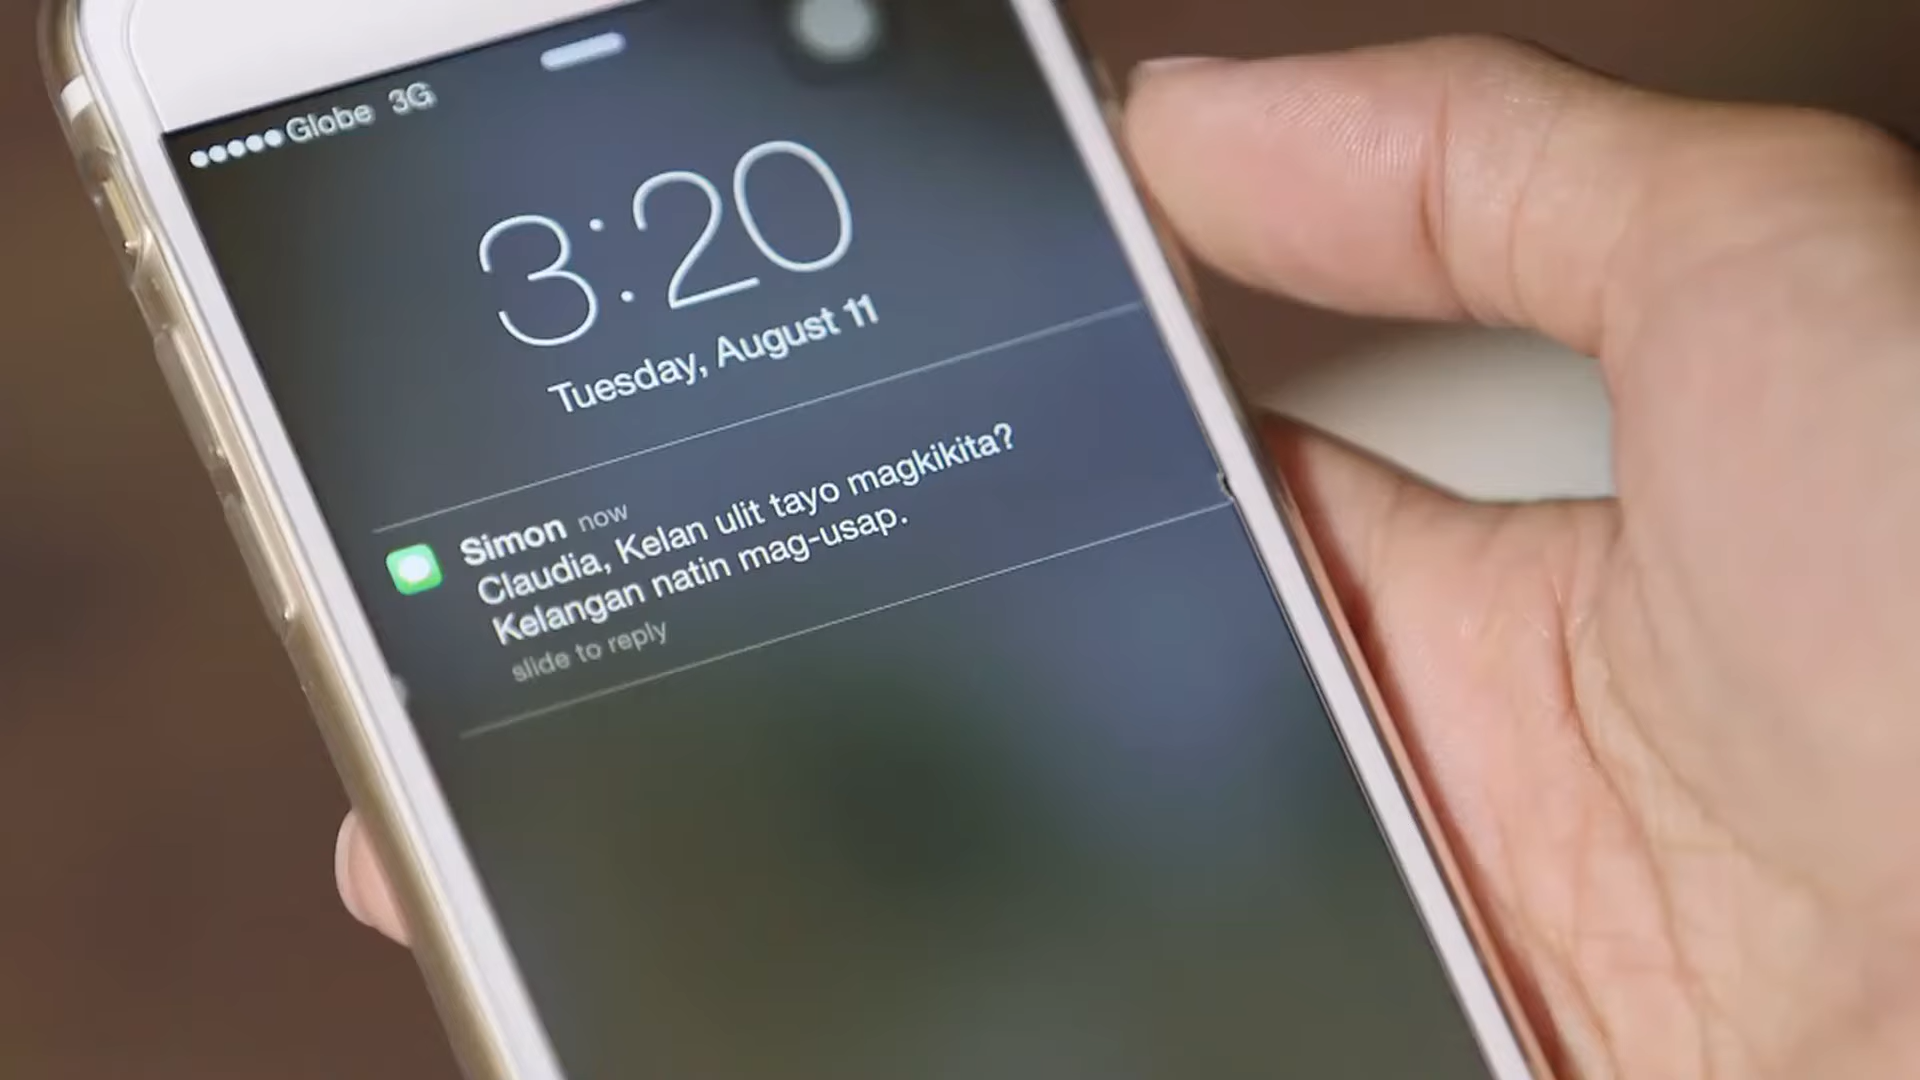 Globe 3G
3:20
Tuesday, August 11
Simon now
Claudia, Kelan ulit tayo magkikita?
Kelangan natin mag-usap.
slide to reply